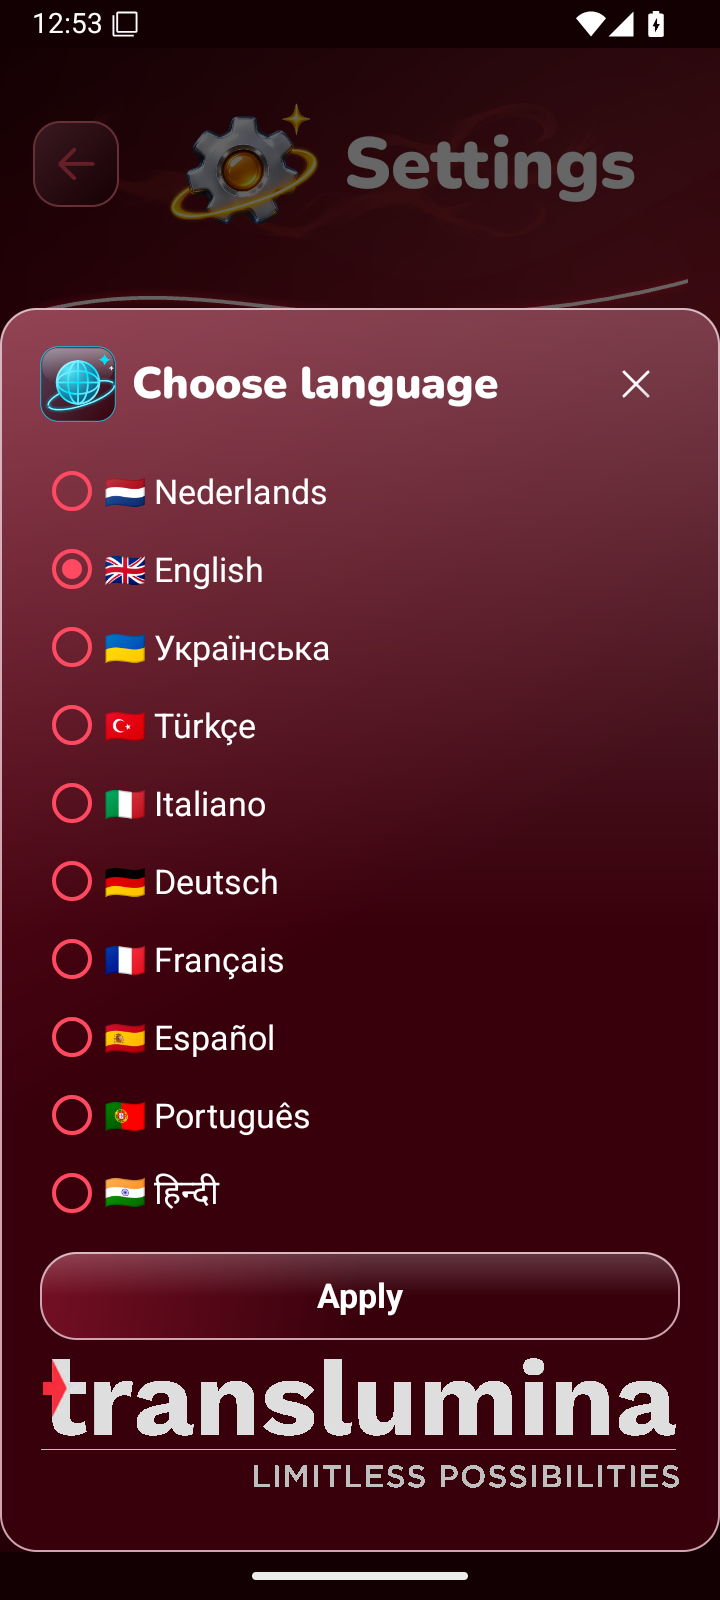 12:53
Settings
Choose language
Nederlands
English
Українська
Türkçe
Italiano
Deutsch
Français
Español
Português
हिन्दी
Apply
translumina
LIMITLESS POSSIBILITIES